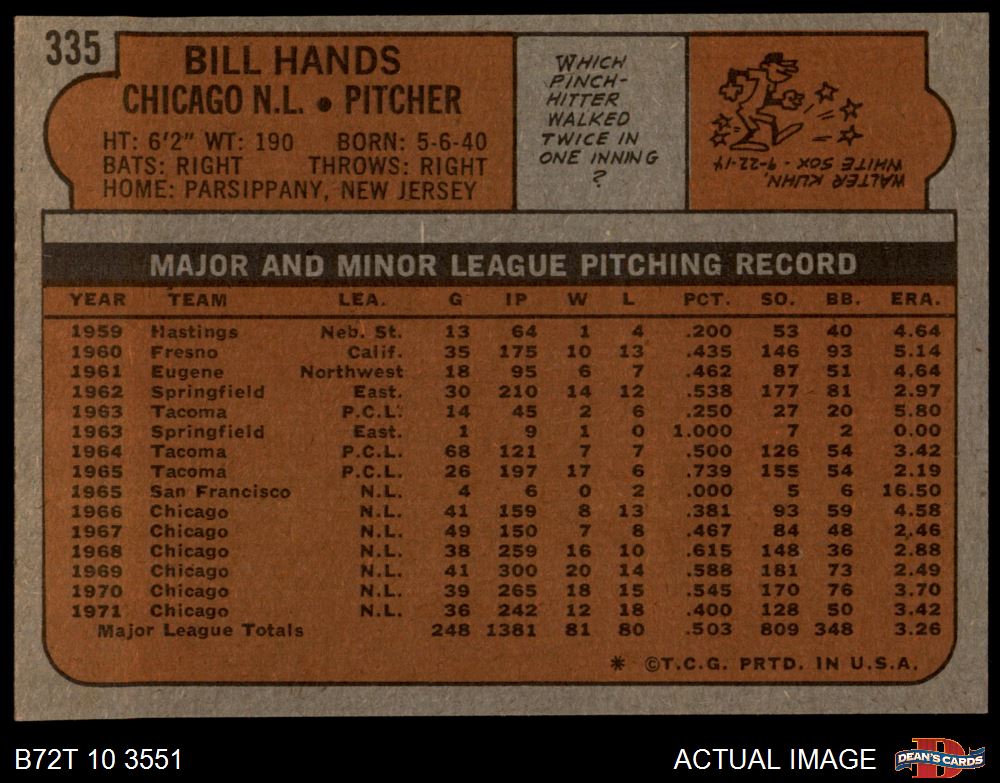 335
BILL HANDS
CHICAGO N.L. • PITCHER
HT: 6'2" WT: 190 BORN: 5-6-40
BATS: RIGHT THROWS: RIGHT
HOME: PARSIPPANY, NEW JERSEY
WHICH
PINCH-
HITTER
WALKED
TWICE IN
ONE INNING
?
WALTER KUHN,
WHITE SOX - 9-22-14
MAJOR AND MINOR LEAGUE PITCHING RECORD
YEAR TEAM LEA. G IP W L PCT. SO. BB. ERA.
1959 Hastings Neb. St. 13 64 1 4 .200 53 40 4.64
1960 Fresno Calif. 35 175 10 13 .435 146 93 5.14
1961 Eugene Northwest 18 95 6 7 .462 87 51 4.64
1962 Springfield East. 30 210 14 12 .538 177 81 2.97
1963 Tacoma P.C.L. 14 45 2 6 .250 27 20 5.80
1963 Springfield East. 1 9 1 0 1.000 7 2 0.00
1964 Tacoma P.C.L. 68 121 7 7 .500 126 54 3.42
1965 Tacoma P.C.L. 26 197 17 6 .739 155 54 2.19
1965 San Francisco N.L. 4 6 0 2 .000 5 6 16.50
1966 Chicago N.L. 41 159 8 13 .381 93 59 4.58
1967 Chicago N.L. 49 150 7 8 .467 84 48 2.46
1968 Chicago N.L. 38 259 16 10 .615 148 36 2.88
1969 Chicago N.L. 41 300 20 14 .588 181 73 2.49
1970 Chicago N.L. 39 265 18 15 .545 170 76 3.70
1971 Chicago N.L. 36 242 12 18 .400 128 50 3.42
Major League Totals 248 1381 81 80 .503 809 348 3.26
* ©T.C.G. PRTD. IN U.S.A.
B72T 10 3551 ACTUAL IMAGE
D
DEAN'S CARDS